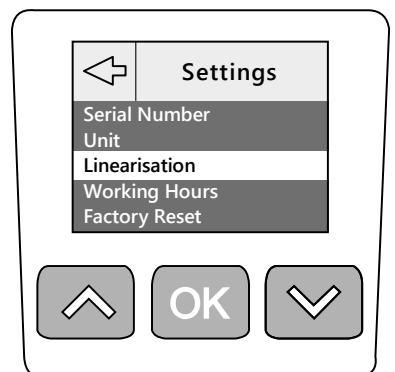 Settings
Serial Number
Unit
Linearisation
Working Hours
Factory Reset
OK